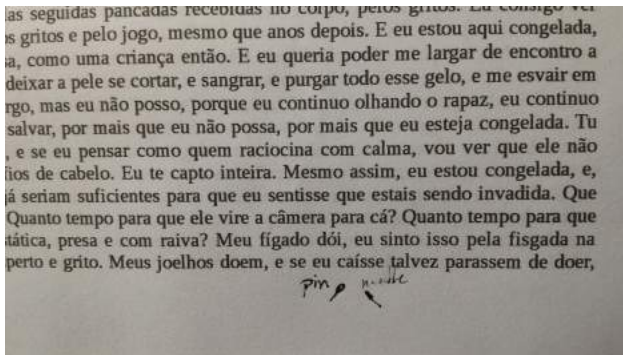 as seguidas pancadas recebidas no corpo, pelos gritos. Eu consigo ver
os gritos e pelo jogo, mesmo que anos depois. E eu estou aqui congelada,
sa, como uma criança então. E eu queria poder me largar de encontro a
deixar a pele se cortar, e sangrar, e purgar todo esse gelo, e me esvair em
rgo, mas eu não posso, porque eu continuo olhando o rapaz, eu continuo
salvar, por mais que eu não possa, por mais que eu esteja congelada. Tu
, e se eu pensar como quem raciocina com calma, vou ver que ele não
fios de cabelo. Eu te capto inteira. Mesmo assim, eu estou congelada, e,
já seriam suficientes para que eu sentisse que estais sendo invadida. Que
Quanto tempo para que ele vire a câmera para cá? Quanto tempo para que
tática, presa e com raiva? Meu fígado dói, eu sinto isso pela fisgada na
perto e grito. Meus joelhos doem, e se eu caísse talvez parassem de doer,
pin